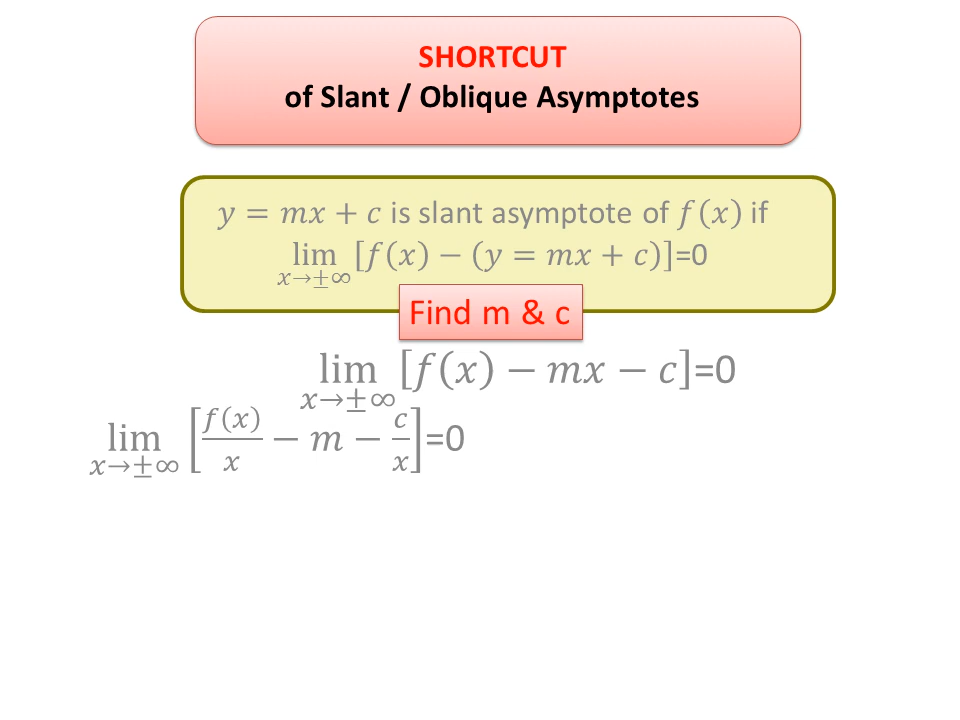 SHORTCUT
of Slant / Oblique Asymptotes
𝑦 = 𝑚𝑥 + 𝑐 is slant asymptote of 𝑓(𝑥) if
lim 𝑥→±∞ [𝑓(𝑥) − (𝑦 = 𝑚𝑥 + 𝑐)]=0
Find m & c
lim 𝑥→±∞ [𝑓(𝑥) − 𝑚𝑥 − 𝑐]=0
lim 𝑥→±∞ [𝑓(𝑥)/𝑥 − 𝑚 − 𝑐/𝑥]=0